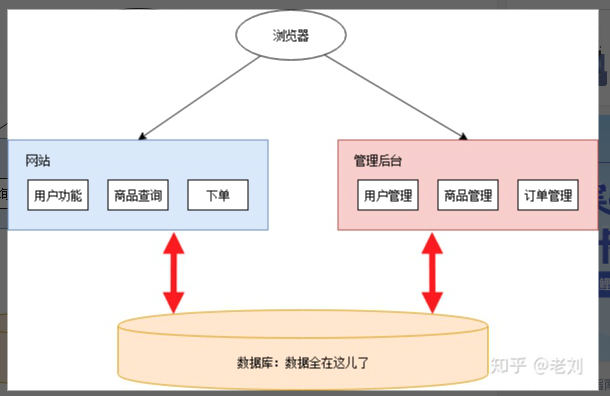 浏览器
网站
用户功能
商品查询
下单
管理后台
用户管理
商品管理
订单管理
数据库：数据全在这儿了
知乎 @老刘